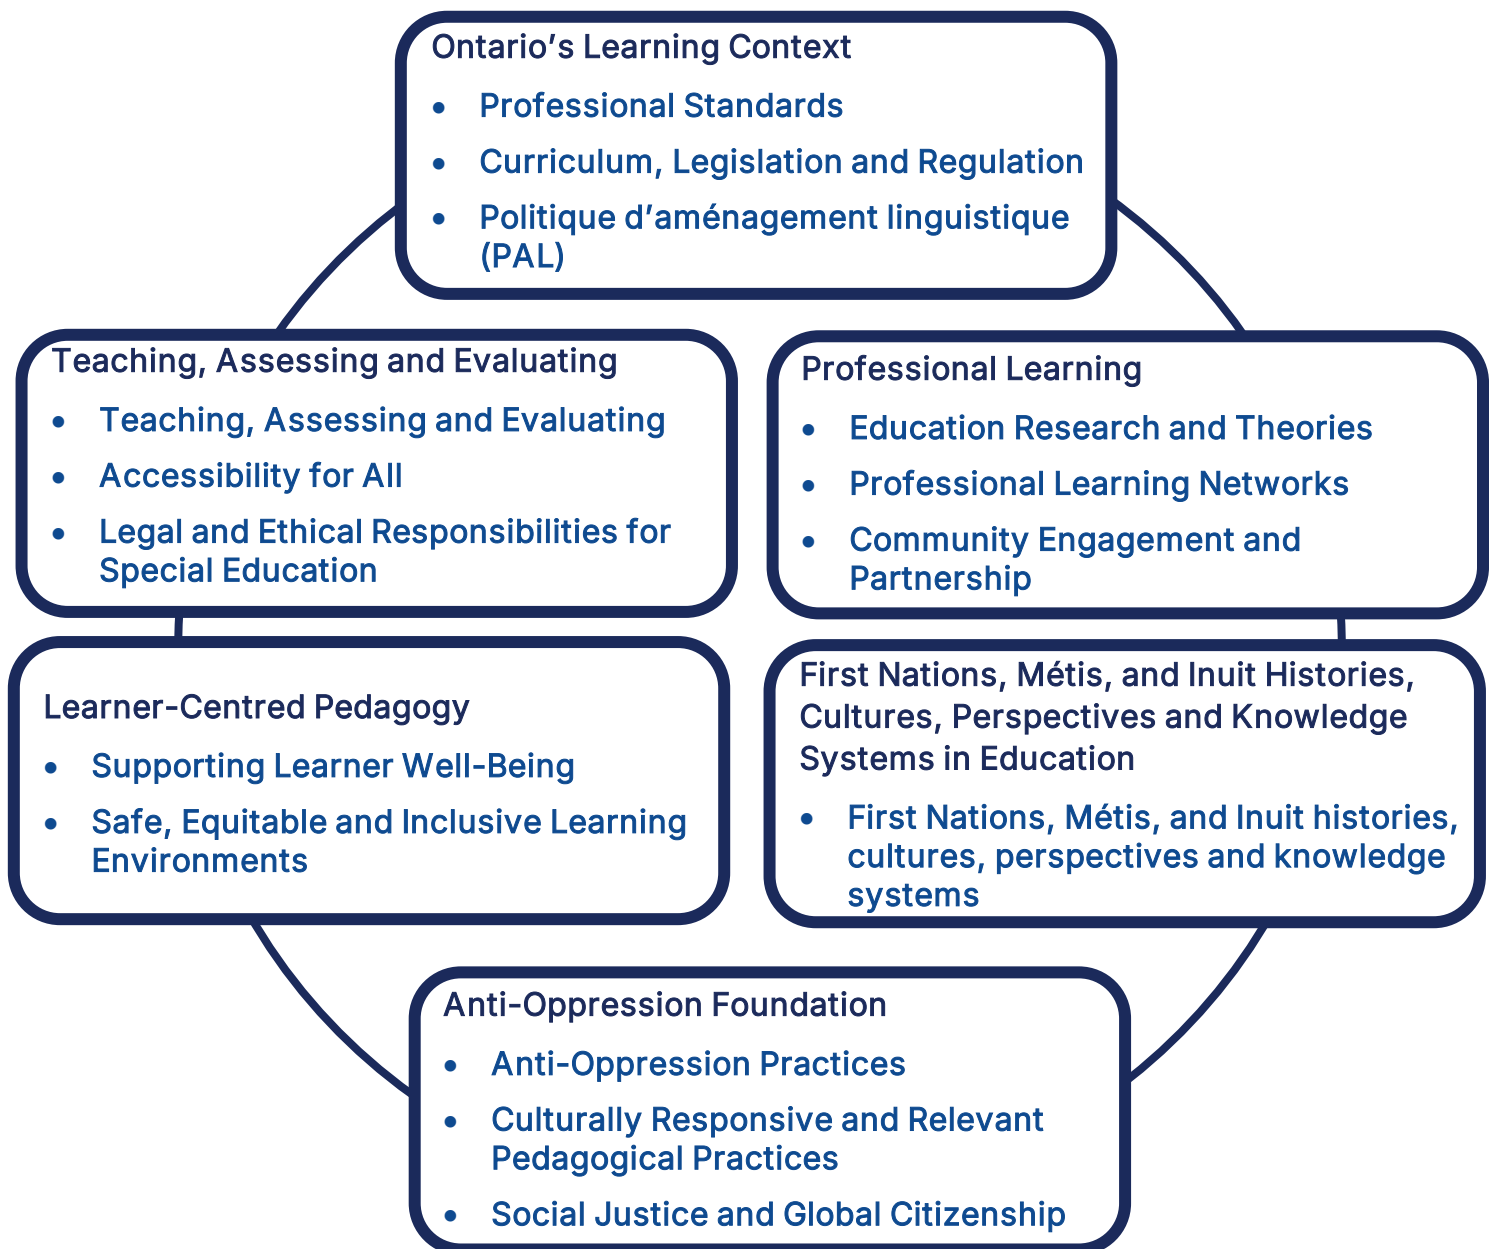 Ontario’s Learning Context
• Professional Standards
• Curriculum, Legislation and Regulation
• Politique d’aménagement linguistique
(PAL)
Teaching, Assessing and Evaluating
• Teaching, Assessing and Evaluating
• Accessibility for All
• Legal and Ethical Responsibilities for
Special Education
Professional Learning
• Education Research and Theories
• Professional Learning Networks
• Community Engagement and
Partnership
Learner-Centred Pedagogy
• Supporting Learner Well-Being
• Safe, Equitable and Inclusive Learning
Environments
First Nations, Métis, and Inuit Histories,
Cultures, Perspectives and Knowledge
Systems in Education
• First Nations, Métis, and Inuit histories,
cultures, perspectives and knowledge
systems
Anti-Oppression Foundation
• Anti-Oppression Practices
• Culturally Responsive and Relevant
Pedagogical Practices
• Social Justice and Global Citizenship